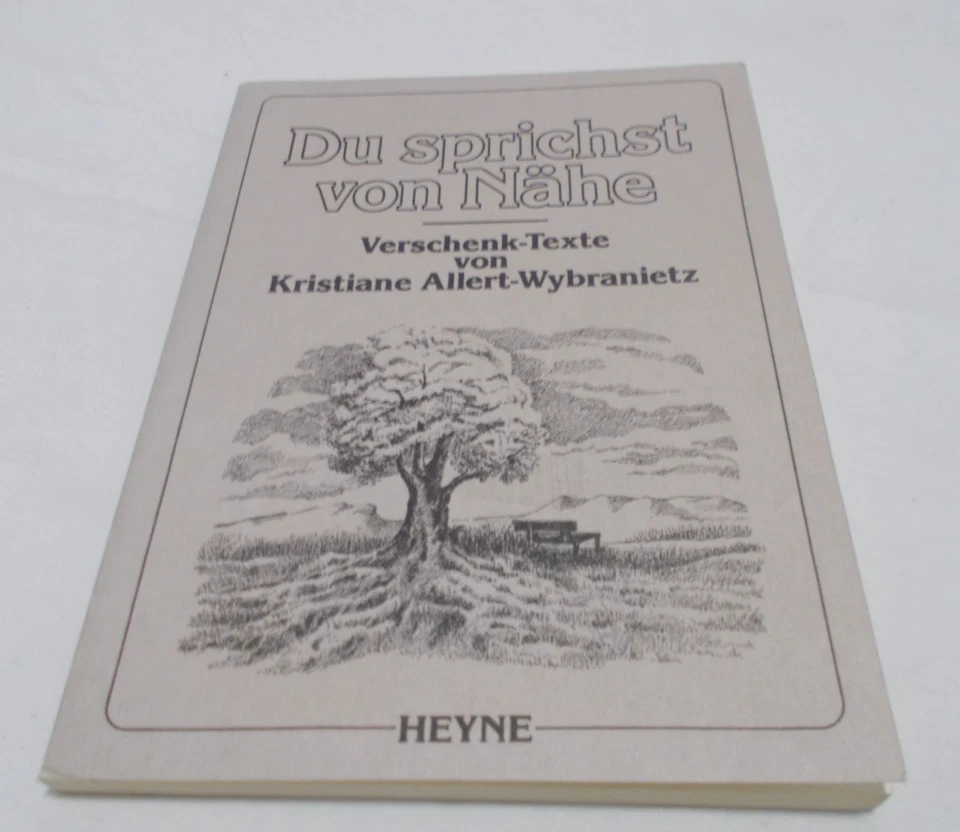 Du sprichst
von Nähe
Verschenk-Texte
von
Kristiane Allert-Wybranietz
HEYNE